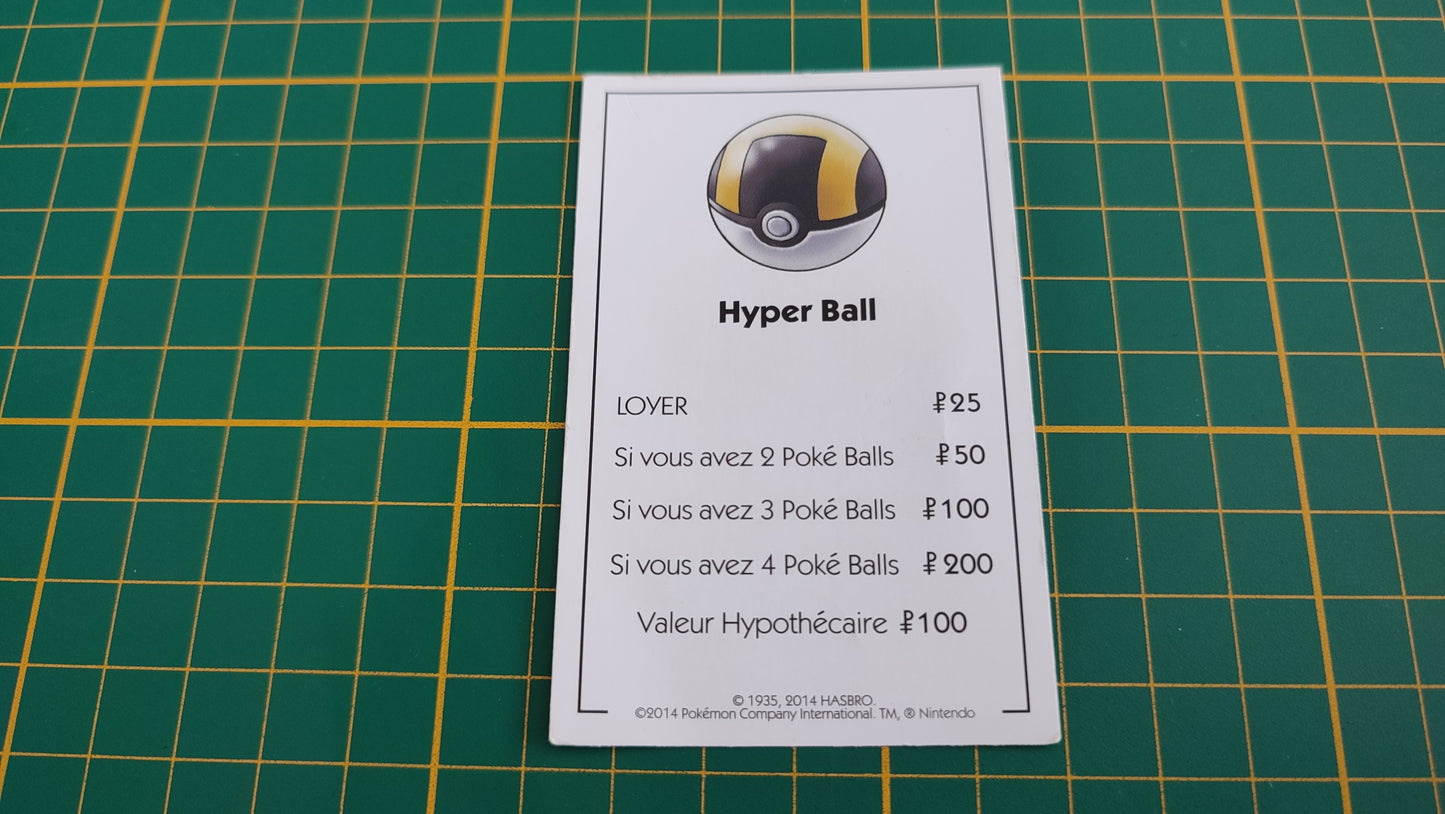 Hyper Ball
LOYER ₽25
Si vous avez 2 Poké Balls ₽50
Si vous avez 3 Poké Balls ₽100
Si vous avez 4 Poké Balls ₽200
Valeur Hypothécaire ₽100
© 1935, 2014 HASBRO.
©2014 Pokémon Company International. TM, ® Nintendo